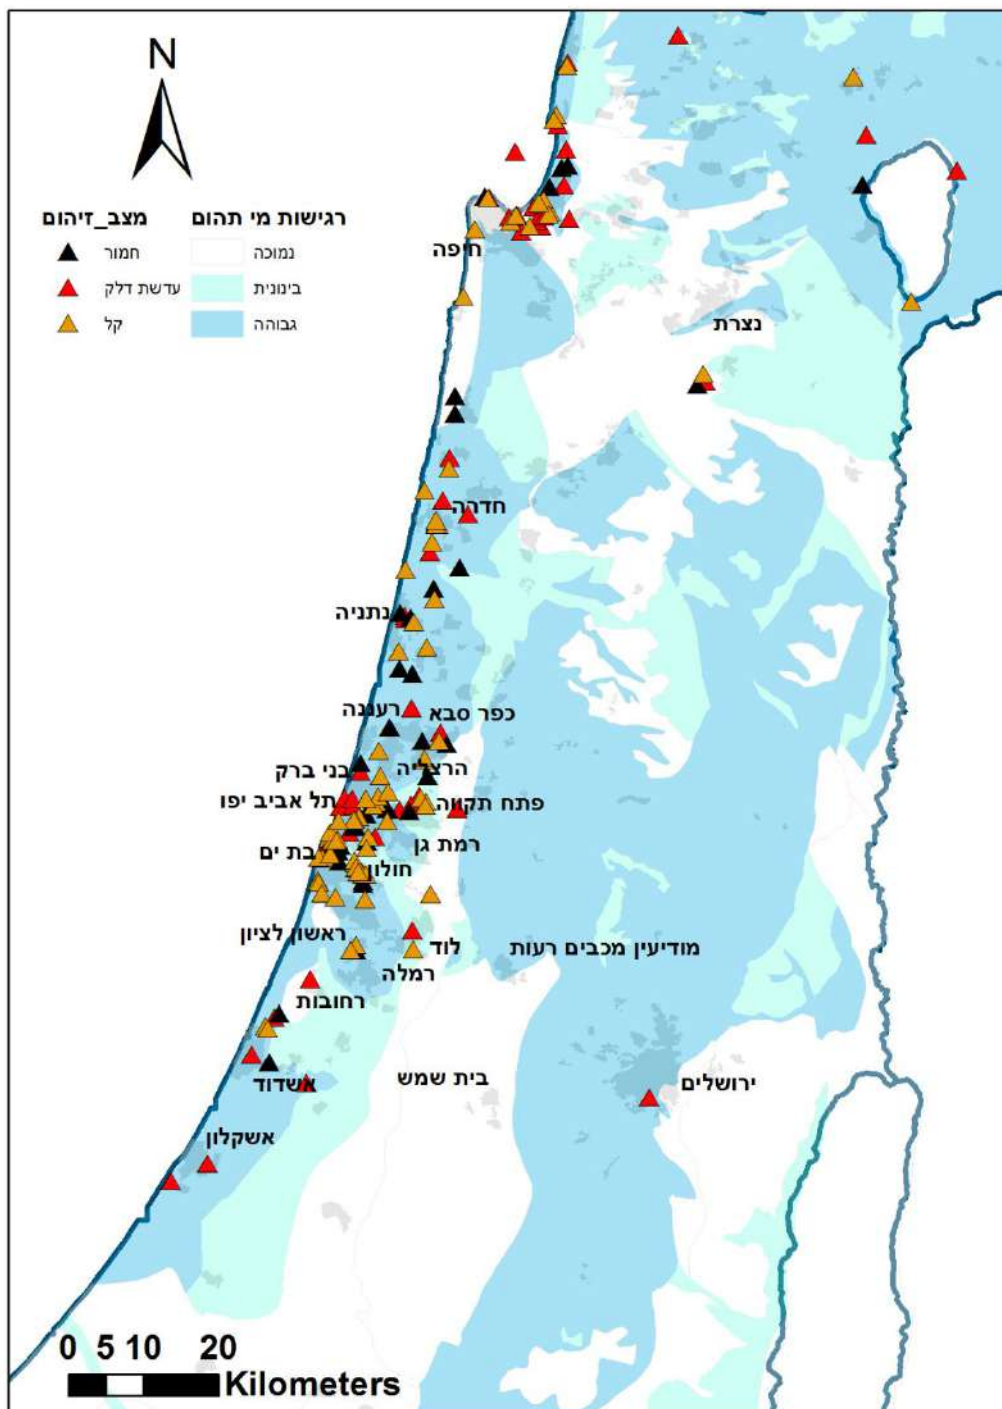 N
מצב_זיהום
חמור
עדשת דלק
קל
רגישות מי תהום
נמוכה
בינונית
גבוהה
חיפה
נצרת
חדרה
נתניה
רעננה
כפר סבא
הרצליה
בני ברק
תל אביב יפו
פתח תקווה
רמת גן
בת ים
חולון
ראשון לציון
לוד
מודיעין מכבים רעות
רמלה
רחובות
אשדוד
בית שמש
ירושלים
אשקלון
0 5 10 20
Kilometers